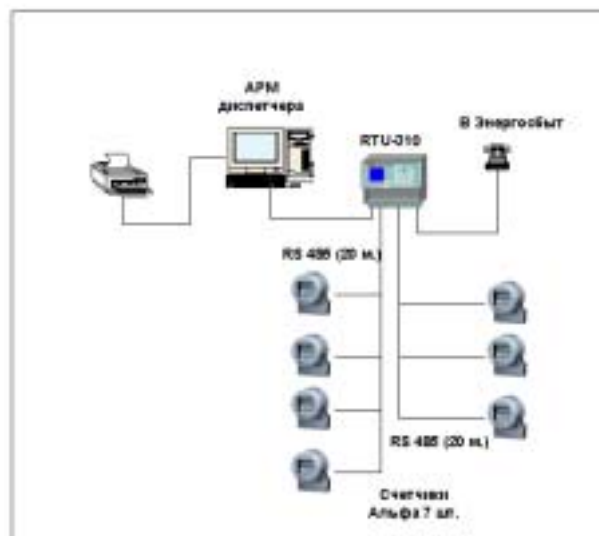 АРМ
диспетчера
RTU-310
В Энергосбыт
RS 485 (20 м.)
RS 485 (20 м.)
Счетчики
Альфа 7 шт.